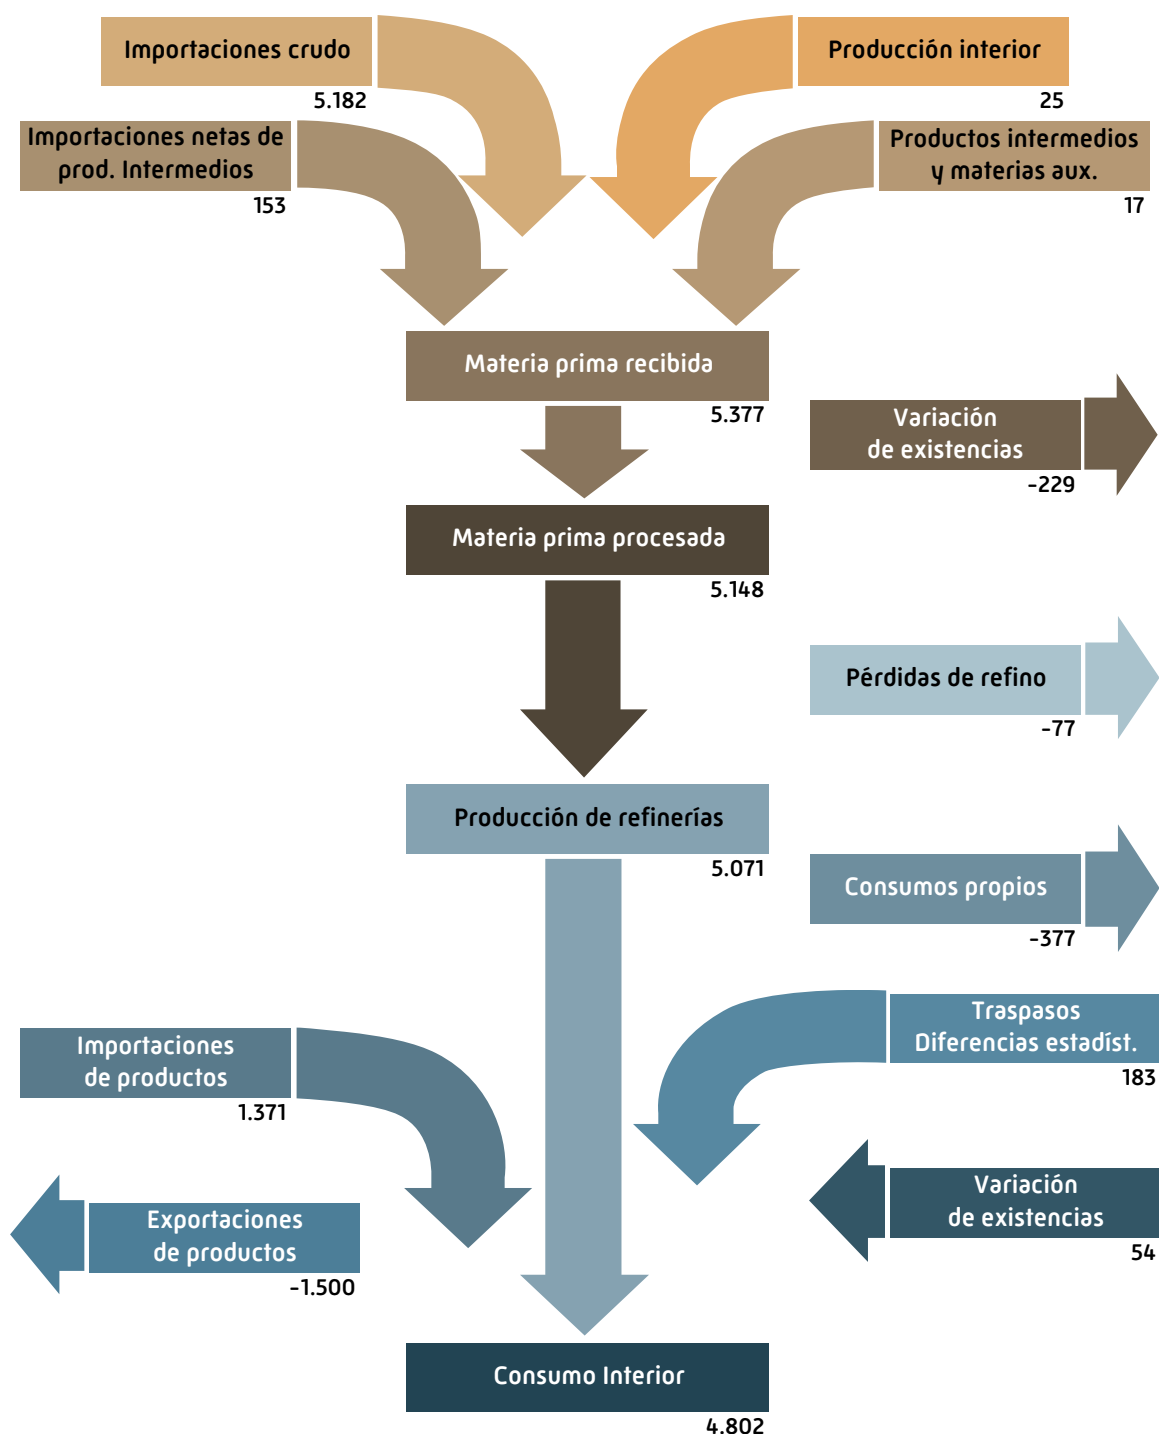 Importaciones crudo
5.182
Producción interior
25
Importaciones netas de
prod. Intermedios
153
Productos intermedios
y materias aux.
17
Materia prima recibida
5.377
Variación
de existencias
-229
Materia prima procesada
5.148
Pérdidas de refino
-77
Producción de refinerías
5.071
Consumos propios
-377
Traspasos
Diferencias estadíst.
183
Importaciones
de productos
1.371
Variación
de existencias
54
Exportaciones
de productos
-1.500
Consumo Interior
4.802